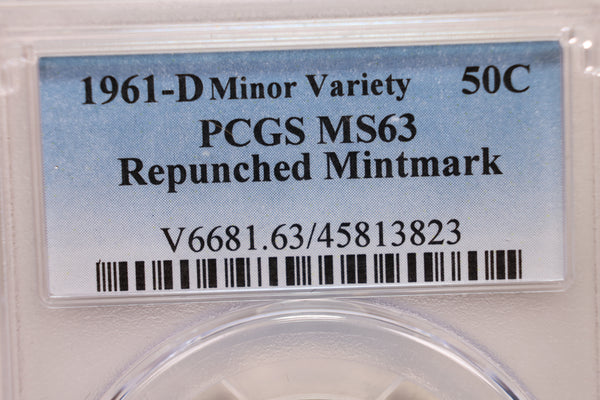 1961-D Minor Variety 50C
PCGS MS63
Repunched Mintmark
V6681.63/45813823